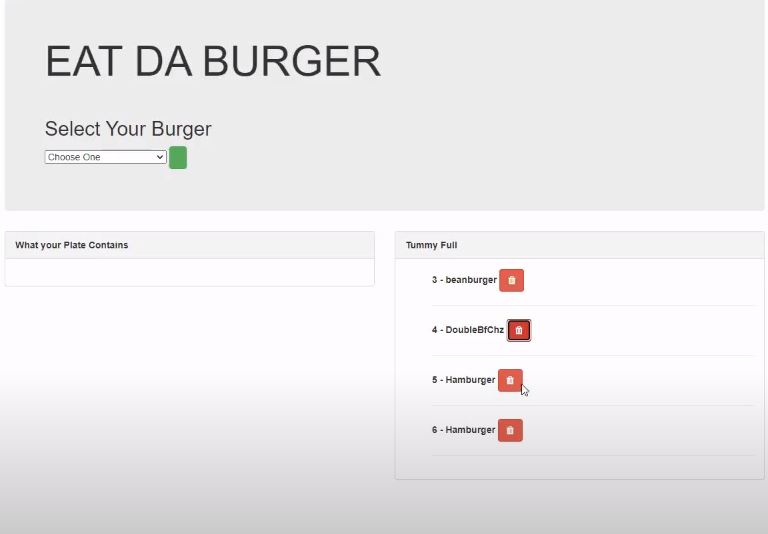 EAT DA BURGER
Select Your Burger
Choose One
What your Plate Contains
Tummy Full
3 - beanburger
4 - DoubleBfChz
5 - Hamburger
6 - Hamburger